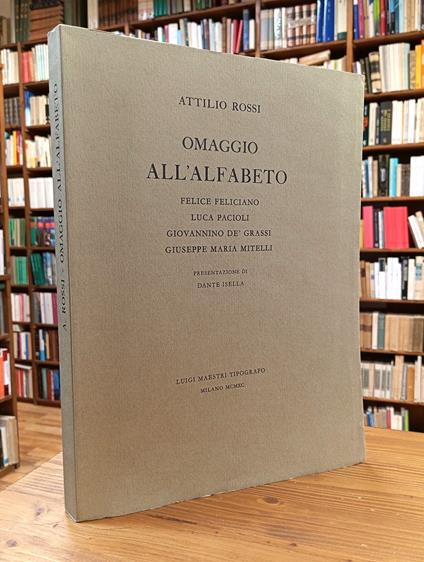 ATTILIO ROSSI
OMAGGIO
ALL'ALFABETO
FELICE FELICIANO
LUCA PACIOLI
GIOVANNINO DE' GRASSI
GIUSEPPE MARIA MITELLI
PRESENTAZIONE DI
DANTE ISELLA
LUIGI MAESTRI TIPOGRAFO
MILANO MCMXC
A. ROSSI - OMAGGIO ALL'ALFABETO